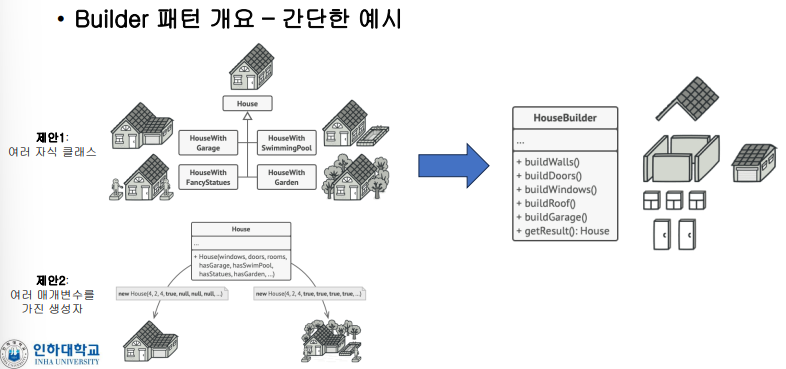 • Builder 패턴 개요 – 간단한 예시
제안1:
여러 자식 클래스
House
HouseWith
Garage
HouseWith
SwimmingPool
HouseWith
FancyStatues
HouseWith
Garden
제안2:
여러 매개변수를
가진 생성자
House
...
+ House(windows, doors, rooms,
hasGarage, hasSwimPool,
hasStatues, hasGarden, ...)
new House(4, 2, 4, true, null, null, null, ...)
new House(4, 2, 4, true, true, true, true, ...)
HouseBuilder
...
+ buildWalls()
+ buildDoors()
+ buildWindows()
+ buildRoof()
+ buildGarage()
+ getResult(): House
인하대학교
INHA UNIVERSITY